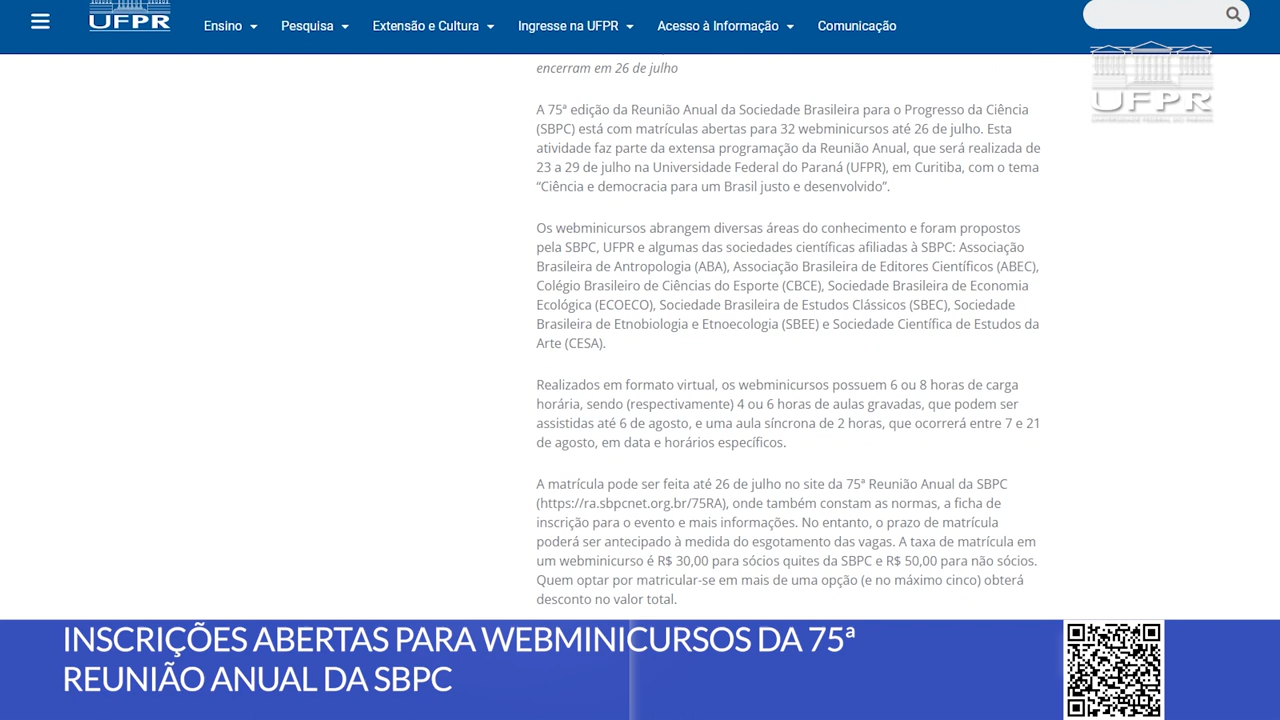 UFPR
Ensino
Pesquisa
Extensão e Cultura
Ingresse na UFPR
Acesso à Informação
Comunicação
encerram em 26 de julho
UFPR
UNIVERSIDADE FEDERAL DO PARANÁ
A 75ª edição da Reunião Anual da Sociedade Brasileira para o Progresso da Ciência
(SBPC) está com matrículas abertas para 32 webminicursos até 26 de julho. Esta
atividade faz parte da extensa programação da Reunião Anual, que será realizada de
23 a 29 de julho na Universidade Federal do Paraná (UFPR), em Curitiba, com o tema
“Ciência e democracia para um Brasil justo e desenvolvido”.
Os webminicursos abrangem diversas áreas do conhecimento e foram propostos
pela SBPC, UFPR e algumas das sociedades científicas afiliadas à SBPC: Associação
Brasileira de Antropologia (ABA), Associação Brasileira de Editores Científicos (ABEC),
Colégio Brasileiro de Ciências do Esporte (CBCE), Sociedade Brasileira de Economia
Ecológica (ECOECO), Sociedade Brasileira de Estudos Clássicos (SBEC), Sociedade
Brasileira de Etnobiologia e Etnoecologia (SBEE) e Sociedade Científica de Estudos da
Arte (CESA).
Realizados em formato virtual, os webminicursos possuem 6 ou 8 horas de carga
horária, sendo (respectivamente) 4 ou 6 horas de aulas gravadas, que podem ser
assistidas até 6 de agosto, e uma aula síncrona de 2 horas, que ocorrerá entre 7 e 21
de agosto, em data e horários específicos.
A matrícula pode ser feita até 26 de julho no site da 75ª Reunião Anual da SBPC
(https://ra.sbpcnet.org.br/75RA), onde também constam as normas, a ficha de
inscrição para o evento e mais informações. No entanto, o prazo de matrícula
poderá ser antecipado à medida do esgotamento das vagas. A taxa de matrícula em
um webminicurso é R$ 30,00 para sócios quites da SBPC e R$ 50,00 para não sócios.
Quem optar por matricular-se em mais de uma opção (e no máximo cinco) obterá
desconto no valor total.
INSCRIÇÕES ABERTAS PARA WEBMINICURSOS DA 75ª
REUNIÃO ANUAL DA SBPC